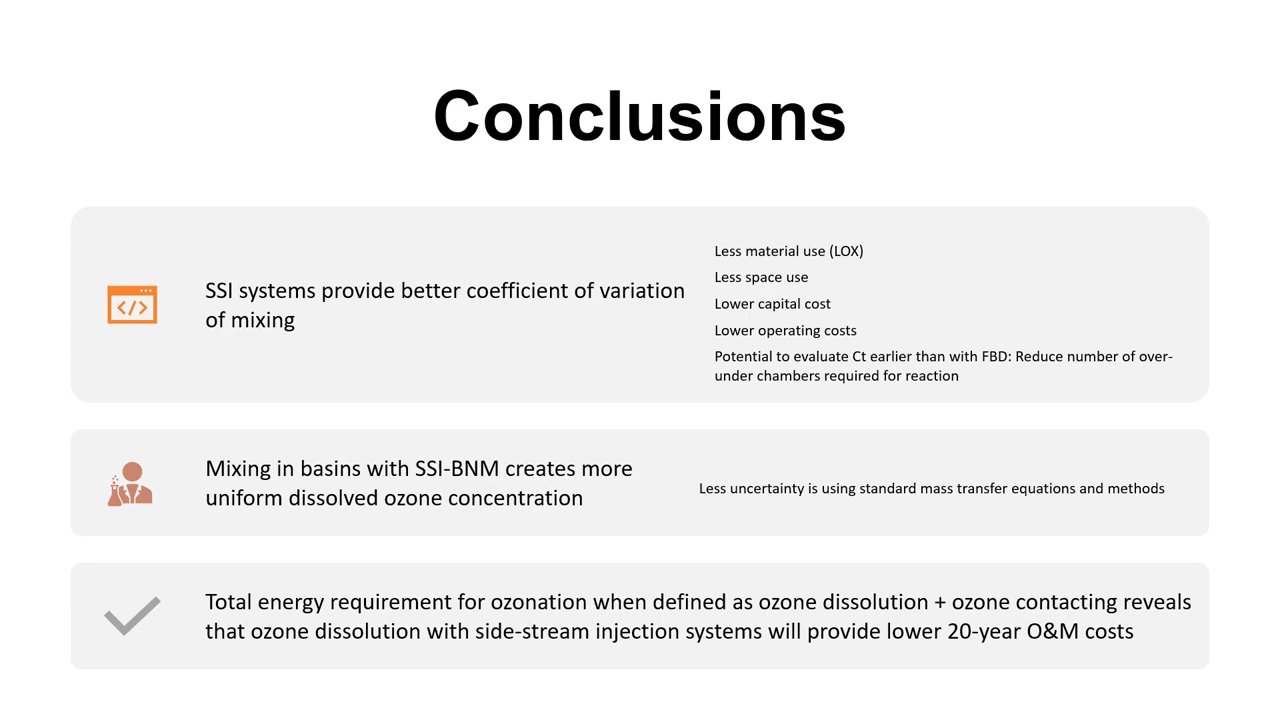 Conclusions
SSI systems provide better coefficient of variation
of mixing
Less material use (LOX)
Less space use
Lower capital cost
Lower operating costs
Potential to evaluate Ct earlier than with FBD: Reduce number of over-
under chambers required for reaction
Mixing in basins with SSI-BNM creates more
uniform dissolved ozone concentration
Less uncertainty is using standard mass transfer equations and methods
Total energy requirement for ozonation when defined as ozone dissolution + ozone contacting reveals
that ozone dissolution with side-stream injection systems will provide lower 20-year O&M costs